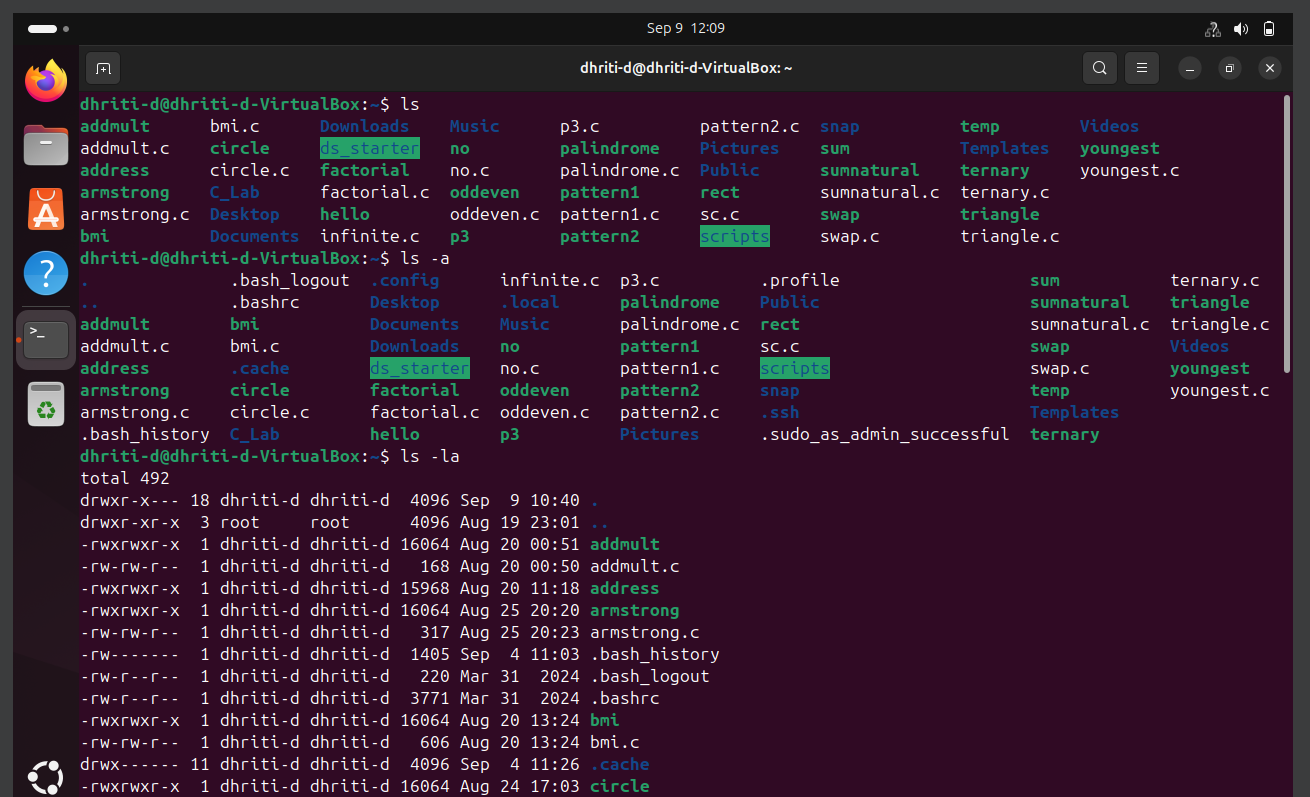 Sep 9 12:09
dhriti-d@dhriti-d-VirtualBox: ~
dhriti-d@dhriti-d-VirtualBox:~$ ls
addmult bmi.c Downloads Music p3.c pattern2.c snap temp Videos
addmult.c circle ds_starter no palindrome Pictures sum Templates youngest
address circle.c factorial no.c palindrome.c Public sumnatural ternary youngest.c
armstrong C_Lab factorial.c oddeven pattern1 rect sumnatural.c ternary.c
armstrong.c Desktop hello oddeven.c pattern1.c sc.c swap triangle
bmi Documents infinite.c p3 pattern2 scripts swap.c triangle.c
dhriti-d@dhriti-d-VirtualBox:~$ ls -a
. .bash_logout .config infinite.c p3.c .profile sum ternary.c
.. .bashrc Desktop .local palindrome Public sumnatural triangle
addmult bmi Documents Music palindrome.c rect sumnatural.c triangle.c
addmult.c bmi.c Downloads no pattern1 sc.c swap Videos
address .cache ds_starter no.c pattern1.c scripts swap.c youngest
armstrong circle factorial oddeven pattern2 snap temp youngest.c
armstrong.c circle.c factorial.c oddeven.c pattern2.c .ssh Templates
.bash_history C_Lab hello p3 Pictures .sudo_as_admin_successful ternary
dhriti-d@dhriti-d-VirtualBox:~$ ls -la
total 492
drwxr-x--- 18 dhriti-d dhriti-d 4096 Sep 9 10:40 .
drwxr-xr-x 3 root root 4096 Aug 19 23:01 ..
-rwxrwxr-x 1 dhriti-d dhriti-d 16064 Aug 20 00:51 addmult
-rw-rw-r-- 1 dhriti-d dhriti-d 168 Aug 20 00:50 addmult.c
-rwxrwxr-x 1 dhriti-d dhriti-d 15968 Aug 20 11:18 address
-rwxrwxr-x 1 dhriti-d dhriti-d 16064 Aug 25 20:20 armstrong
-rw-rw-r-- 1 dhriti-d dhriti-d 317 Aug 25 20:23 armstrong.c
-rw------- 1 dhriti-d dhriti-d 1405 Sep 4 11:03 .bash_history
-rw-r--r-- 1 dhriti-d dhriti-d 220 Mar 31 2024 .bash_logout
-rw-r--r-- 1 dhriti-d dhriti-d 3771 Mar 31 2024 .bashrc
-rwxrwxr-x 1 dhriti-d dhriti-d 16064 Aug 20 13:24 bmi
-rw-rw-r-- 1 dhriti-d dhriti-d 606 Aug 20 13:24 bmi.c
drwx------ 11 dhriti-d dhriti-d 4096 Sep 4 11:26 .cache
-rwxrwxr-x 1 dhriti-d dhriti-d 16064 Aug 24 17:03 circle